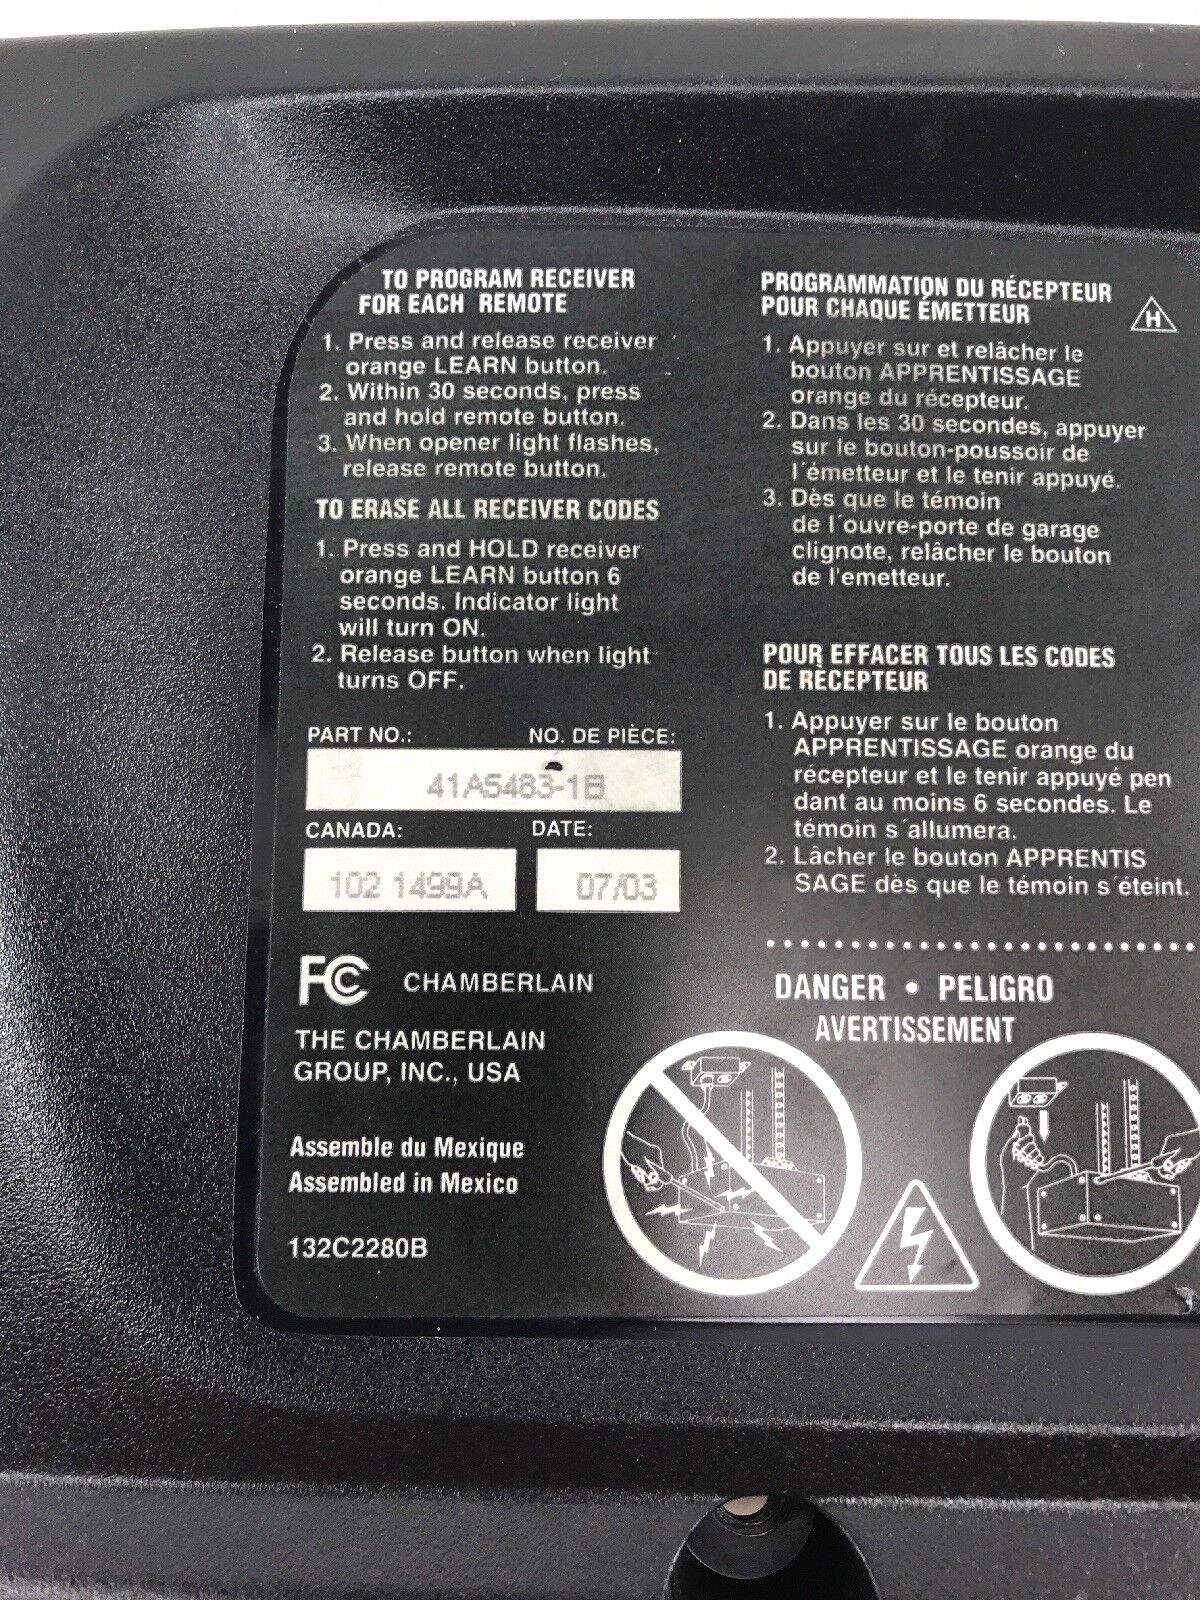 TO PROGRAM RECEIVER
FOR EACH REMOTE
1. Press and release receiver
orange LEARN button.
2. Within 30 seconds, press
and hold remote button.
3. When opener light flashes,
release remote button.
TO ERASE ALL RECEIVER CODES
1. Press and HOLD receiver
orange LEARN button 6
seconds. Indicator light
will turn ON.
2. Release button when light
turns OFF.
PART NO.: NO. DE PIÈCE:
41A5483-1B
CANADA: DATE:
102 1499A 07/03
FC CHAMBERLAIN
THE CHAMBERLAIN
GROUP, INC., USA
Assemble du Mexique
Assembled in Mexico
132C2280B
PROGRAMMATION DU RÉCEPTEUR
POUR CHAQUE ÉMETTEUR
H
1. Appuyer sur et relâcher le
bouton APPRENTISSAGE
orange du récepteur.
2. Dans les 30 secondes, appuyer
sur le bouton-poussoir de
l´émetteur et le tenir appuyé.
3. Dès que le témoin
de l´ouvre-porte de garage
clignote, relâcher le bouton
de l'emetteur.
POUR EFFACER TOUS LES CODES
DE RÈCEPTEUR
1. Appuyer sur le bouton
APPRENTISSAGE orange du
récepteur et le tenir appuyé pen
dant au moins 6 secondes. Le
témoin s´allumera.
2. Lâcher le bouton APPRENTIS
SAGE dès que le témoin s´éteint.
DANGER • PELIGRO
AVERTISSEMENT